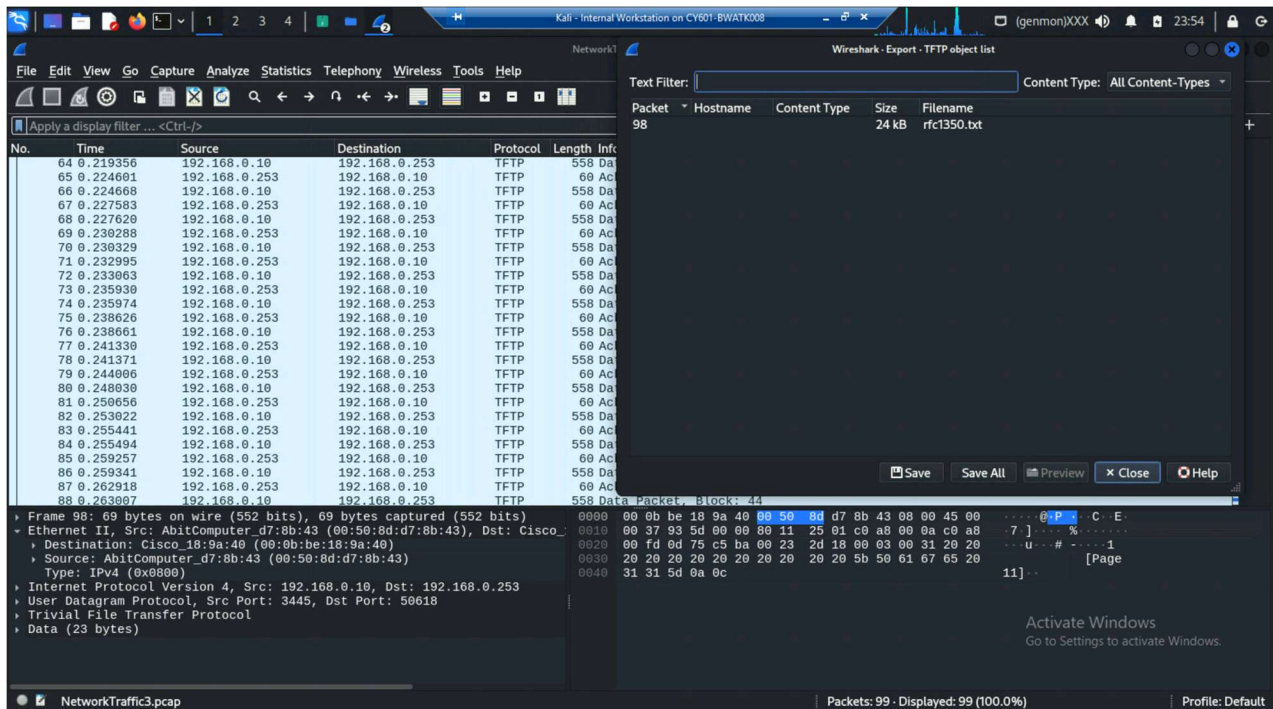 1 2 3 4
Kali - Internal Workstation on CY601-BWATK008
(genmon)XXX 23:54
NetworkT
File Edit View Go Capture Analyze Statistics Telephony Wireless Tools Help
Apply a display filter ... <Ctrl-/>
No. Time Source Destination Protocol Length Info
64 0.219356 192.168.0.10 192.168.0.253 TFTP 558 Da
65 0.224601 192.168.0.253 192.168.0.10 TFTP 60 Ac
66 0.224668 192.168.0.10 192.168.0.253 TFTP 558 Da
67 0.227583 192.168.0.253 192.168.0.10 TFTP 60 Ac
68 0.227620 192.168.0.10 192.168.0.253 TFTP 558 Da
69 0.230288 192.168.0.253 192.168.0.10 TFTP 60 Ac
70 0.230329 192.168.0.10 192.168.0.253 TFTP 558 Da
71 0.232995 192.168.0.253 192.168.0.10 TFTP 60 Ac
72 0.233063 192.168.0.10 192.168.0.253 TFTP 558 Da
73 0.235930 192.168.0.253 192.168.0.10 TFTP 60 Ac
74 0.235974 192.168.0.10 192.168.0.253 TFTP 558 Da
75 0.238626 192.168.0.253 192.168.0.10 TFTP 60 Ac
76 0.238661 192.168.0.10 192.168.0.253 TFTP 558 Da
77 0.241330 192.168.0.253 192.168.0.10 TFTP 60 Ac
78 0.241371 192.168.0.10 192.168.0.253 TFTP 558 Da
79 0.244006 192.168.0.253 192.168.0.10 TFTP 60 Ac
80 0.248030 192.168.0.10 192.168.0.253 TFTP 558 Da
81 0.250656 192.168.0.253 192.168.0.10 TFTP 60 Ac
82 0.253022 192.168.0.10 192.168.0.253 TFTP 558 Da
83 0.255441 192.168.0.253 192.168.0.10 TFTP 60 Ac
84 0.255494 192.168.0.10 192.168.0.253 TFTP 558 Da
85 0.259257 192.168.0.253 192.168.0.10 TFTP 60 Ac
86 0.259341 192.168.0.10 192.168.0.253 TFTP 558 Da
87 0.262918 192.168.0.253 192.168.0.10 TFTP 60 Ac
88 0.263007 192.168.0.10 192.168.0.253 TFTP 558 Data Packet, Block: 44
Wireshark · Export · TFTP object list
Text Filter: Content Type: All Content-Types
Packet Hostname Content Type Size Filename
98 24 kB rfc1350.txt
Save Save All Preview Close Help
Frame 98: 69 bytes on wire (552 bits), 69 bytes captured (552 bits)
Ethernet II, Src: AbitComputer_d7:8b:43 (00:50:8d:d7:8b:43), Dst: Cisco_
Destination: Cisco_18:9a:40 (00:0b:be:18:9a:40)
Source: AbitComputer_d7:8b:43 (00:50:8d:d7:8b:43)
Type: IPv4 (0x0800)
Internet Protocol Version 4, Src: 192.168.0.10, Dst: 192.168.0.253
User Datagram Protocol, Src Port: 3445, Dst Port: 50618
Trivial File Transfer Protocol
Data (23 bytes)
0000 00 0b be 18 9a 40 00 50 8d d7 8b 43 08 00 45 00 ·····@·P ···C··E·
0010 00 37 93 5d 00 00 80 11 25 01 c0 a8 00 0a c0 a8 ·7·]···· %·······
0020 00 fd 0d 75 c5 ba 00 23 2d 18 00 03 00 31 20 20 ···u···# -····1
0030 20 20 20 20 20 20 20 20 20 20 5b 50 61 67 65 20 [Page
0040 31 31 5d 0a 0c 11]··
Activate Windows
Go to Settings to activate Windows.
NetworkTraffic3.pcap Packets: 99 · Displayed: 99 (100.0%) Profile: Default